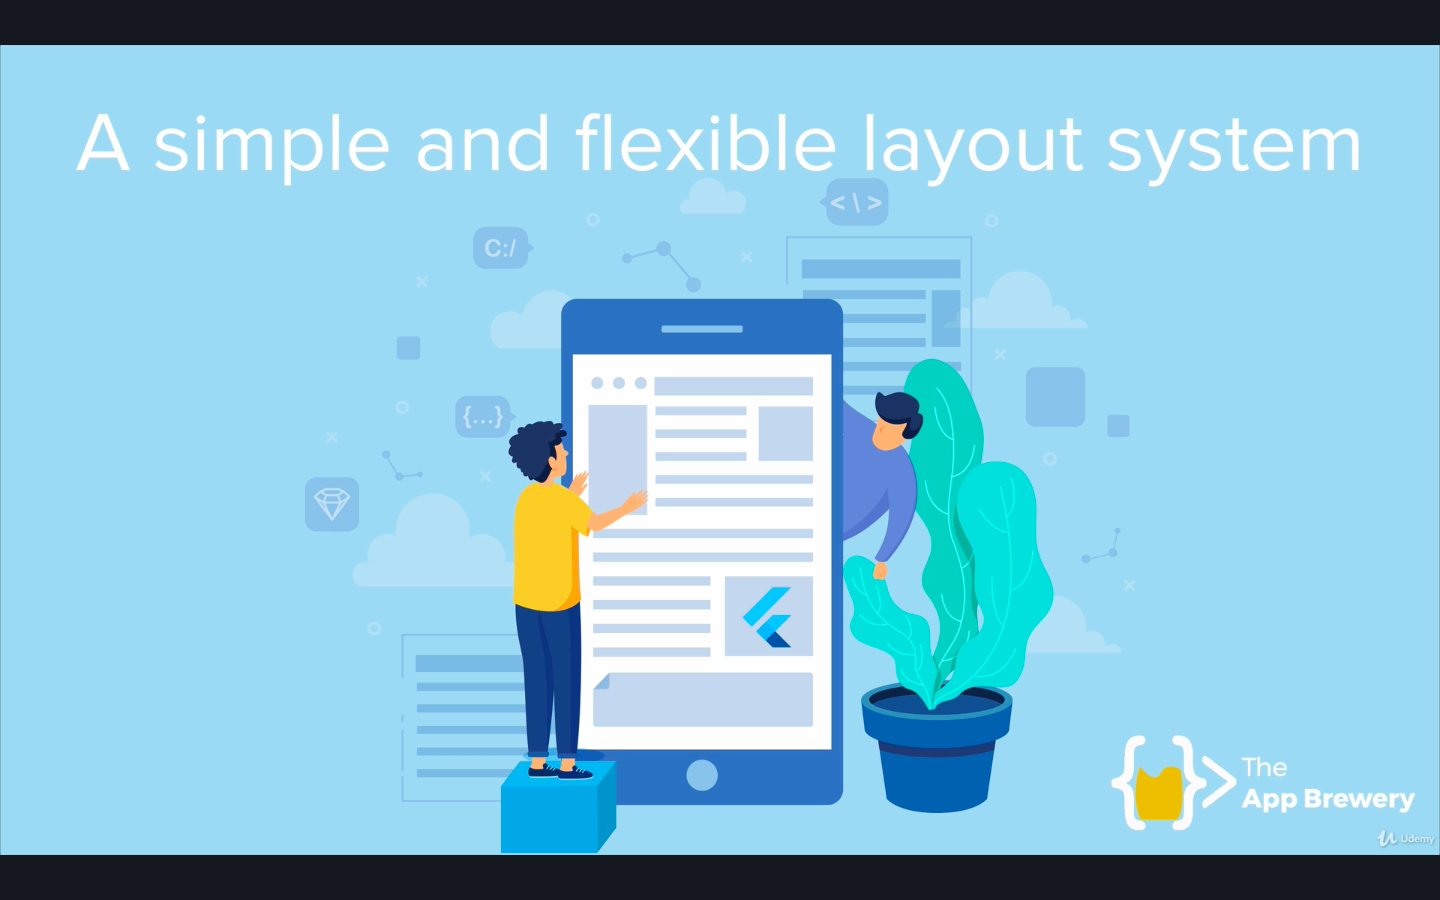 A simple and flexible layout system
< \ >
C:/
{...}
The
App Brewery
Udemy